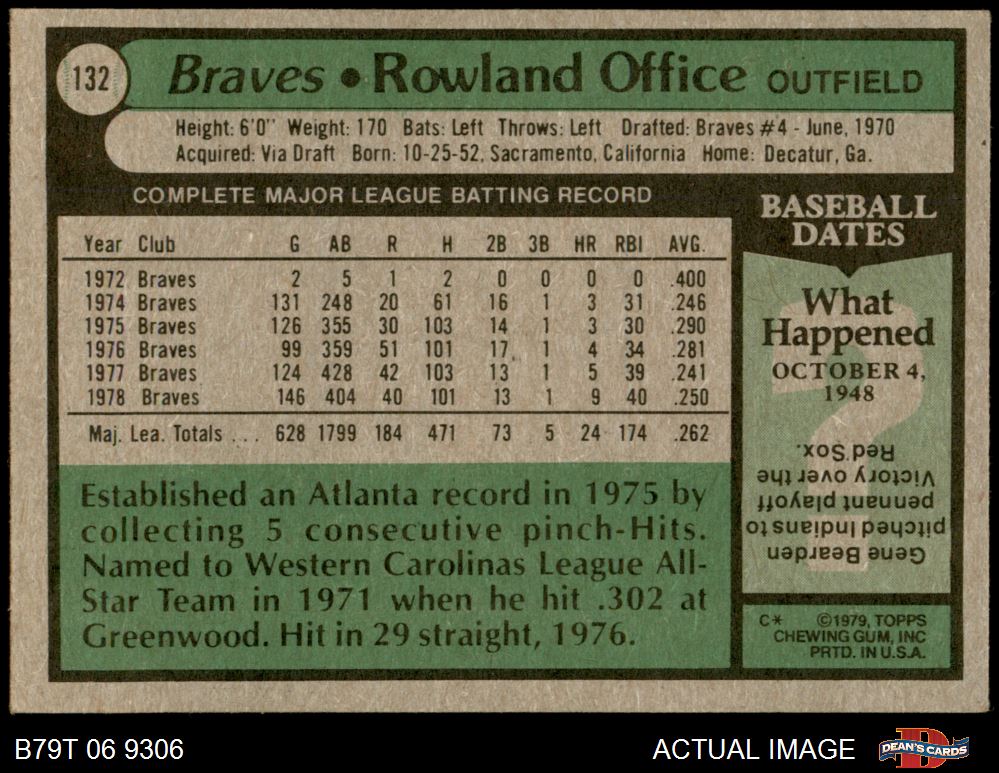 132
Braves • Rowland Office OUTFIELD
Height: 6'0" Weight: 170 Bats: Left Throws: Left Drafted: Braves #4 - June, 1970
Acquired: Via Draft Born: 10-25-52, Sacramento, California Home: Decatur, Ga.
COMPLETE MAJOR LEAGUE BATTING RECORD
Year Club G AB R H 2B 3B HR RBI AVG.
1972 Braves 2 5 1 2 0 0 0 0 .400
1974 Braves 131 248 20 61 16 1 3 31 .246
1975 Braves 126 355 30 103 14 1 3 30 .290
1976 Braves 99 359 51 101 17 1 4 34 .281
1977 Braves 124 428 42 103 13 1 5 39 .241
1978 Braves 146 404 40 101 13 1 9 40 .250
Maj. Lea. Totals ... 628 1799 184 471 73 5 24 174 .262
Established an Atlanta record in 1975 by
collecting 5 consecutive pinch-Hits.
Named to Western Carolinas League All-
Star Team in 1971 when he hit .302 at
Greenwood. Hit in 29 straight, 1976.
BASEBALL
DATES
What
Happened
OCTOBER 4,
1948
Gene Bearden
pitched Indians to
pennant playoff
Victory over the
Red Sox.
C* ©1979, TOPPS
CHEWING GUM, INC
PRTD. IN U.S.A.
B79T 06 9306
ACTUAL IMAGE
DEAN'S CARDS